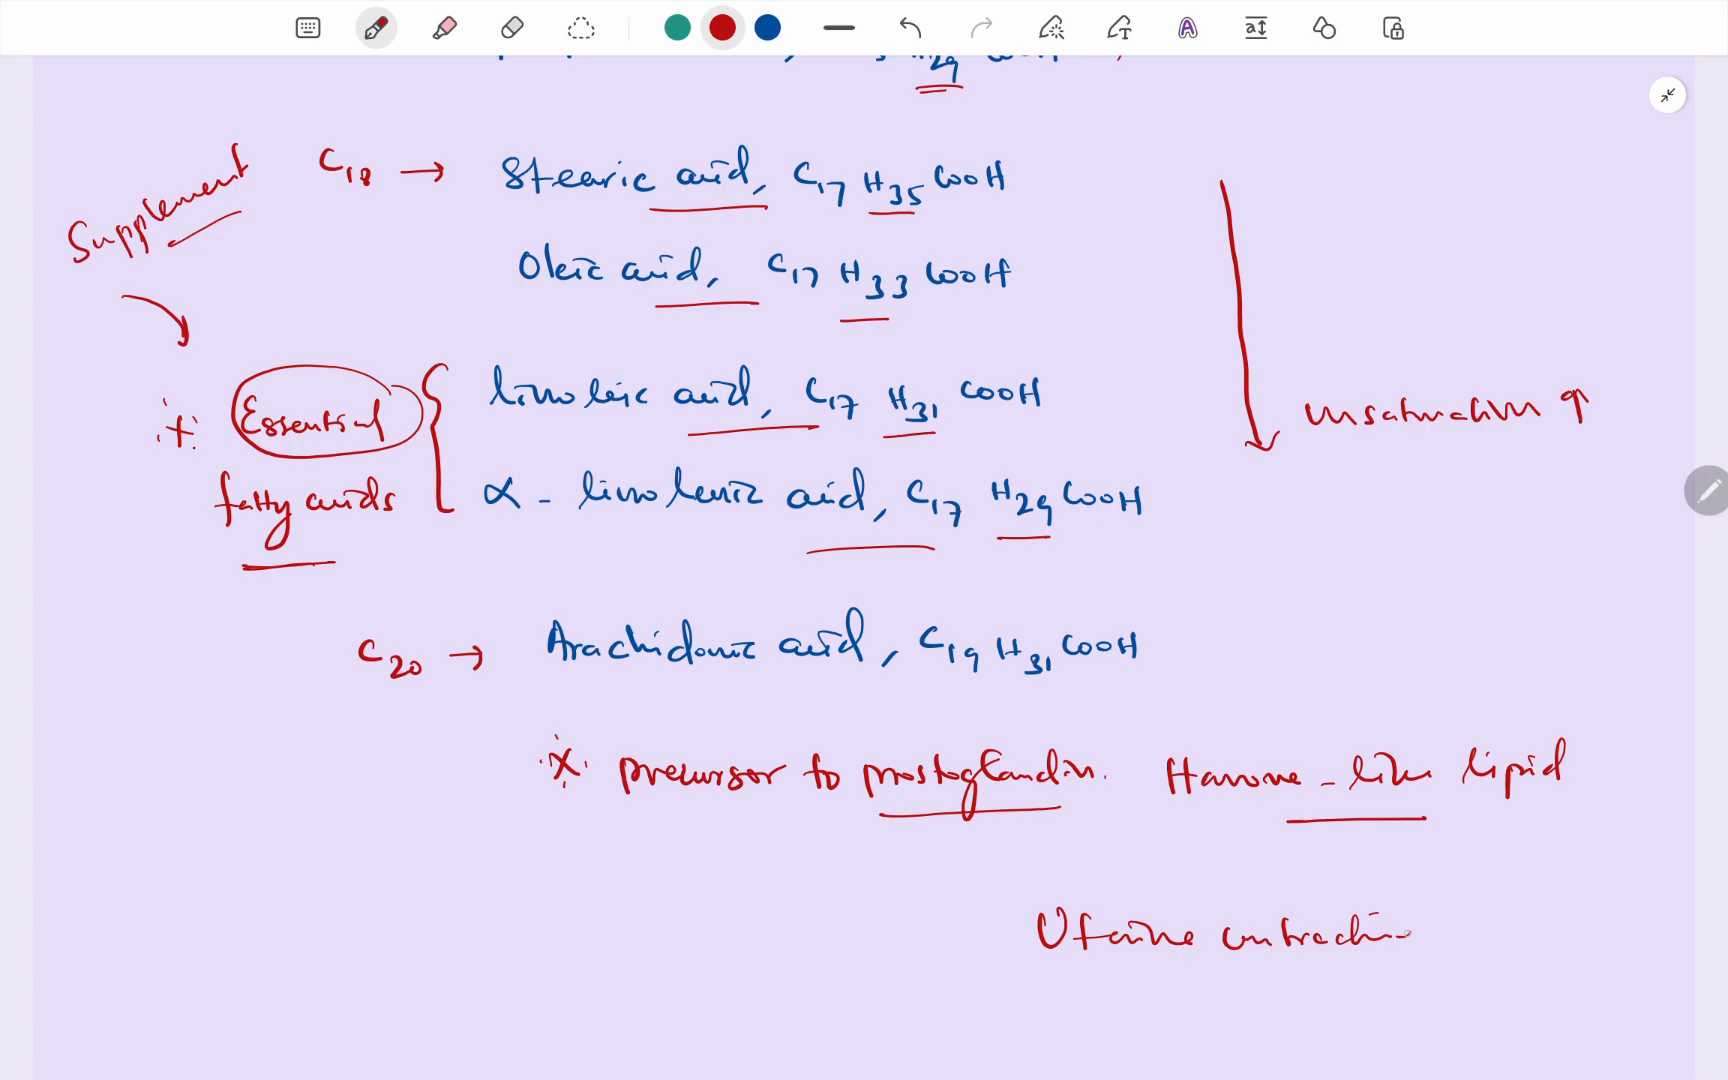 H₂₉ COOH
Supplement
C₁₈ → Stearic acid, C₁₇ H₃₅ COOH
Oleic acid, C₁₇ H₃₃ COOH
Essential fatty acids
Linoleic acid, C₁₇ H₃₁ COOH
α - linolenic acid, C₁₇ H₂₉ COOH
unsaturation ↑
C₂₀ → Arachidonic acid, C₁₉ H₃₁ COOH
* precursor to prostaglandin. Hormone - like lipid
Uterine contraction